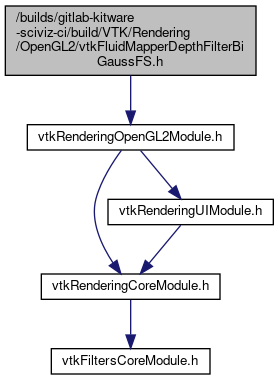 /builds/gitlab-kitware
-sciviz-ci/build/VTK/Rendering
/OpenGL2/vtkFluidMapperDepthFilterBi
GaussFS.h
vtkRenderingOpenGL2Module.h
vtkRenderingUIModule.h
vtkRenderingCoreModule.h
vtkFiltersCoreModule.h